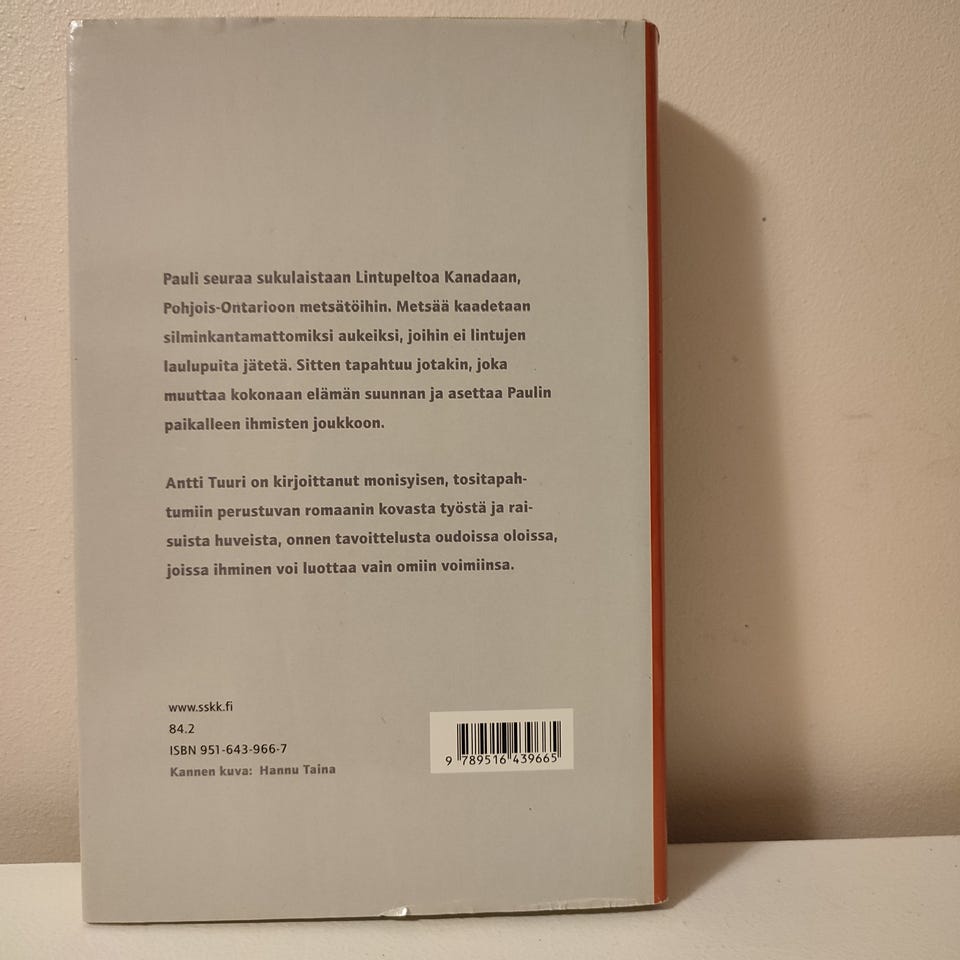 Pauli seuraa sukulaistaan Lintupeltoa Kanadaan,
Pohjois-Ontarioon metsätöihin. Metsää kaadetaan
silminkantamattomiksi aukeiksi, joihin ei lintujen
laulupuita jätetä. Sitten tapahtuu jotakin, joka
muuttaa kokonaan elämän suunnan ja asettaa Paulin
paikalleen ihmisten joukkoon.
Antti Tuuri on kirjoittanut monisyisen, tositapah-
tumiin perustuvan romaanin kovasta työstä ja rai-
suista huveista, onnen tavoittelusta oudoissa oloissa,
joissa ihminen voi luottaa vain omiin voimiinsa.
www.sskk.fi
84.2
ISBN 951-643-966-7
Kannen kuva: Hannu Taina
9 789516 439665